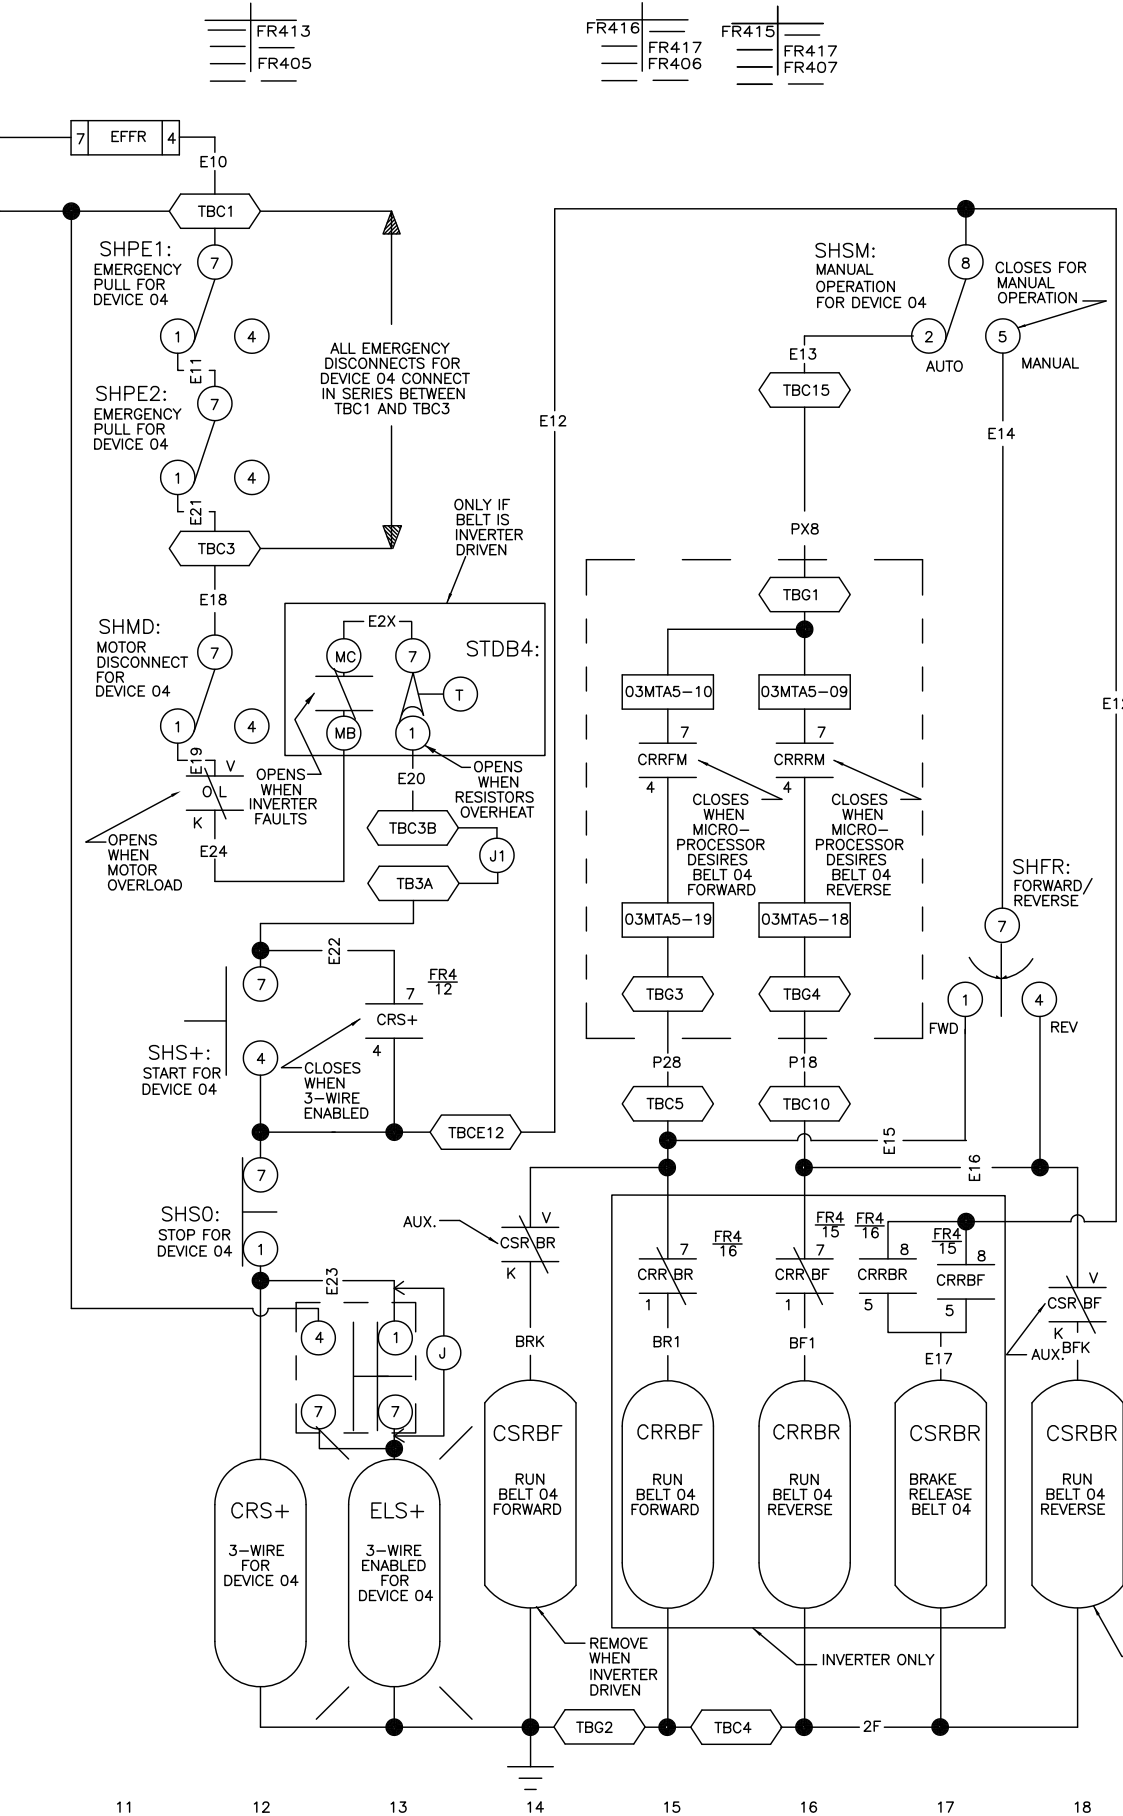 FR413
FR405
FR416
FR417
FR406
FR415
FR417
FR407
7 EFFR 4
E10
TBC1
SHPE1:
EMERGENCY
PULL FOR
DEVICE 04
7
1
4
E11
SHPE2:
EMERGENCY
PULL FOR
DEVICE 04
7
1
4
E21
TBC3
ALL EMERGENCY
DISCONNECTS FOR
DEVICE 04 CONNECT
IN SERIES BETWEEN
TBC1 AND TBC3
E18
SHMD:
MOTOR
DISCONNECT
FOR
DEVICE 04
7
1
4
E19
V
OL
K
E24
OPENS
WHEN
MOTOR
OVERLOAD
ONLY IF
BELT IS
INVERTER
DRIVEN
STDB4:
E2X
MC
7
T
MB
1
OPENS
WHEN
INVERTER
FAULTS
OPENS
WHEN
RESISTORS
OVERHEAT
E20
TBC3B
J1
TB3A
E22
7
4
SHS+:
START FOR
DEVICE 04
FR4
12
7
CRS+
4
CLOSES
WHEN
3-WIRE
ENABLED
TBCE12
E12
7
1
SHS0:
STOP FOR
DEVICE 04
E23
4
1
7
7
J
CRS+
3-WIRE
FOR
DEVICE 04
ELS+
3-WIRE
ENABLED
FOR
DEVICE 04
SHSM:
MANUAL
OPERATION
FOR DEVICE 04
8
2
5
AUTO
MANUAL
CLOSES FOR
MANUAL
OPERATION
E13
TBC15
E14
PX8
TBG1
03MTA5-10
03MTA5-09
7
CRRFM
4
7
CRRRM
4
CLOSES
WHEN
MICRO-
PROCESSOR
DESIRES
BELT 04
FORWARD
CLOSES
WHEN
MICRO-
PROCESSOR
DESIRES
BELT 04
REVERSE
03MTA5-19
03MTA5-18
TBG3
TBG4
P28
P18
TBC5
TBC10
E12
SHFR:
FORWARD/
REVERSE
7
1
4
FWD
REV
E15
E16
AUX.
V
CSRBR
K
BRK
FR4
16
7
CRRBR
1
BR1
FR4
15
7
CRRBF
1
BF1
FR4
16
8
CRRBR
5
FR4
15
8
CRRBF
5
E17
V
CSRBF
K
AUX.
BFK
CSRBF
RUN
BELT 04
FORWARD
CRRBF
RUN
BELT 04
FORWARD
CRRBR
RUN
BELT 04
REVERSE
CSRBR
BRAKE
RELEASE
BELT 04
CSRBR
RUN
BELT 04
REVERSE
REMOVE
WHEN
INVERTER
DRIVEN
INVERTER ONLY
TBG2
TBC4
2F
11
12
13
14
15
16
17
18